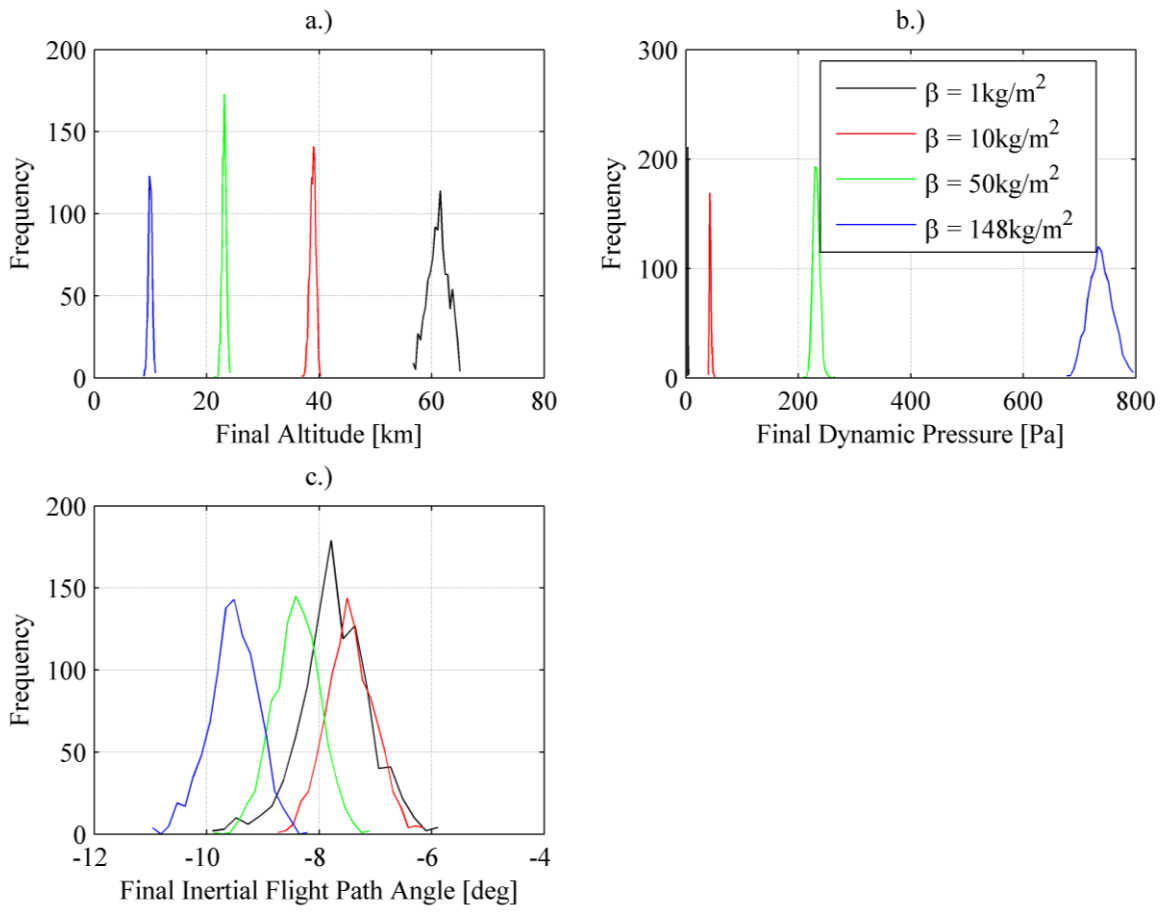 a.)
200
150
100
50
0
Frequency
0 20 40 60 80
Final Altitude [km]
b.)
300
200
100
0
Frequency
0 200 400 600 800
Final Dynamic Pressure [Pa]
β = 1kg/m²
β = 10kg/m²
β = 50kg/m²
β = 148kg/m²
c.)
200
150
100
50
0
Frequency
-12 -10 -8 -6 -4
Final Inertial Flight Path Angle [deg]